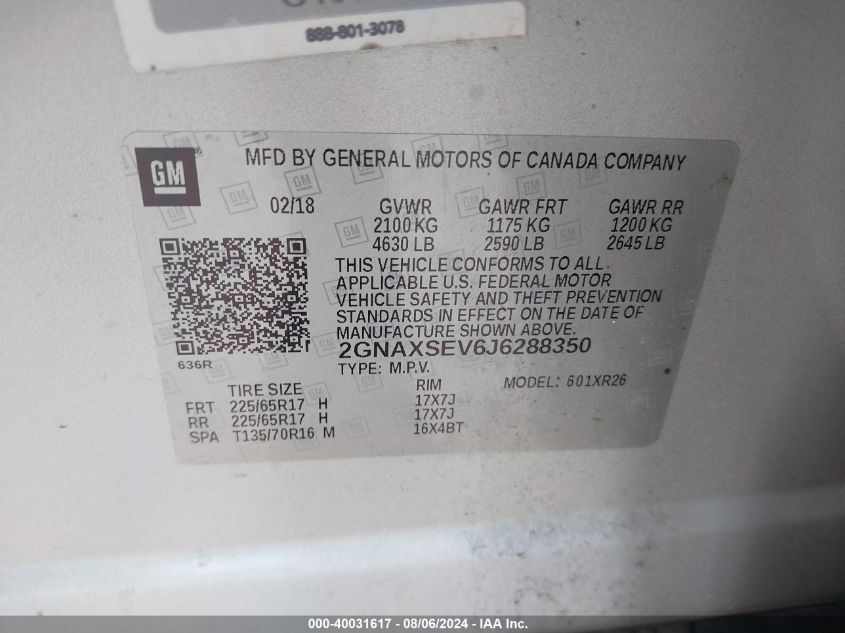 888-801-3078
GM MFD BY GENERAL MOTORS OF CANADA COMPANY
02/18 GVWR GAWR FRT GAWR RR
2100 KG 1175 KG 1200 KG
4630 LB 2590 LB 2645 LB
THIS VEHICLE CONFORMS TO ALL
APPLICABLE U.S. FEDERAL MOTOR
VEHICLE SAFETY AND THEFT PREVENTION
STANDARDS IN EFFECT ON THE DATE OF
MANUFACTURE SHOWN ABOVE.
2GNAXSEV6J6288350
636R TYPE: M.P.V. MODEL: 601XR26
TIRE SIZE RIM
FRT 225/65R17 H 17X7J
RR 225/65R17 H 17X7J
SPA T135/70R16 M 16X4BT
000-40031617 - 08/06/2024 - IAA Inc.